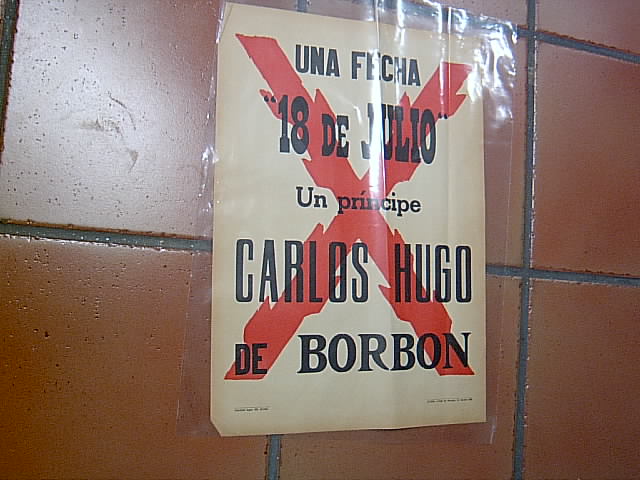 UNA FECHA
"18 DE JULIO"
Un príncipe
CARLOS HUGO
DE BORBON